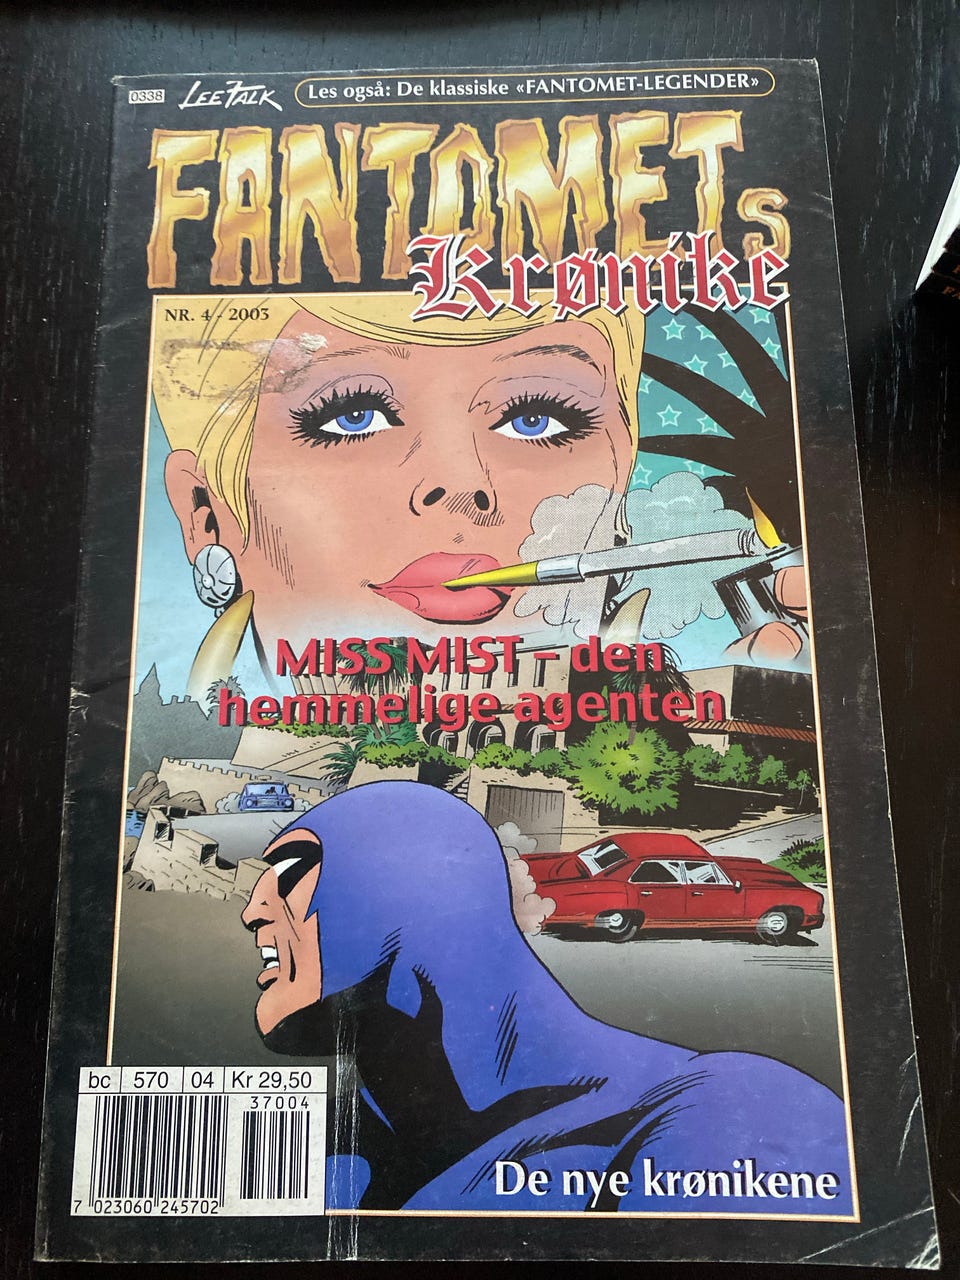 0338
LEE FALK
Les også: De klassiske «FANTOMET-LEGENDER»
FANTOMETs
Krønike
NR. 4 - 2003
MISS MIST – den
hemmelige agenten
bc 570 04 Kr 29,50
37004
7 023060 245702
De nye krønikene